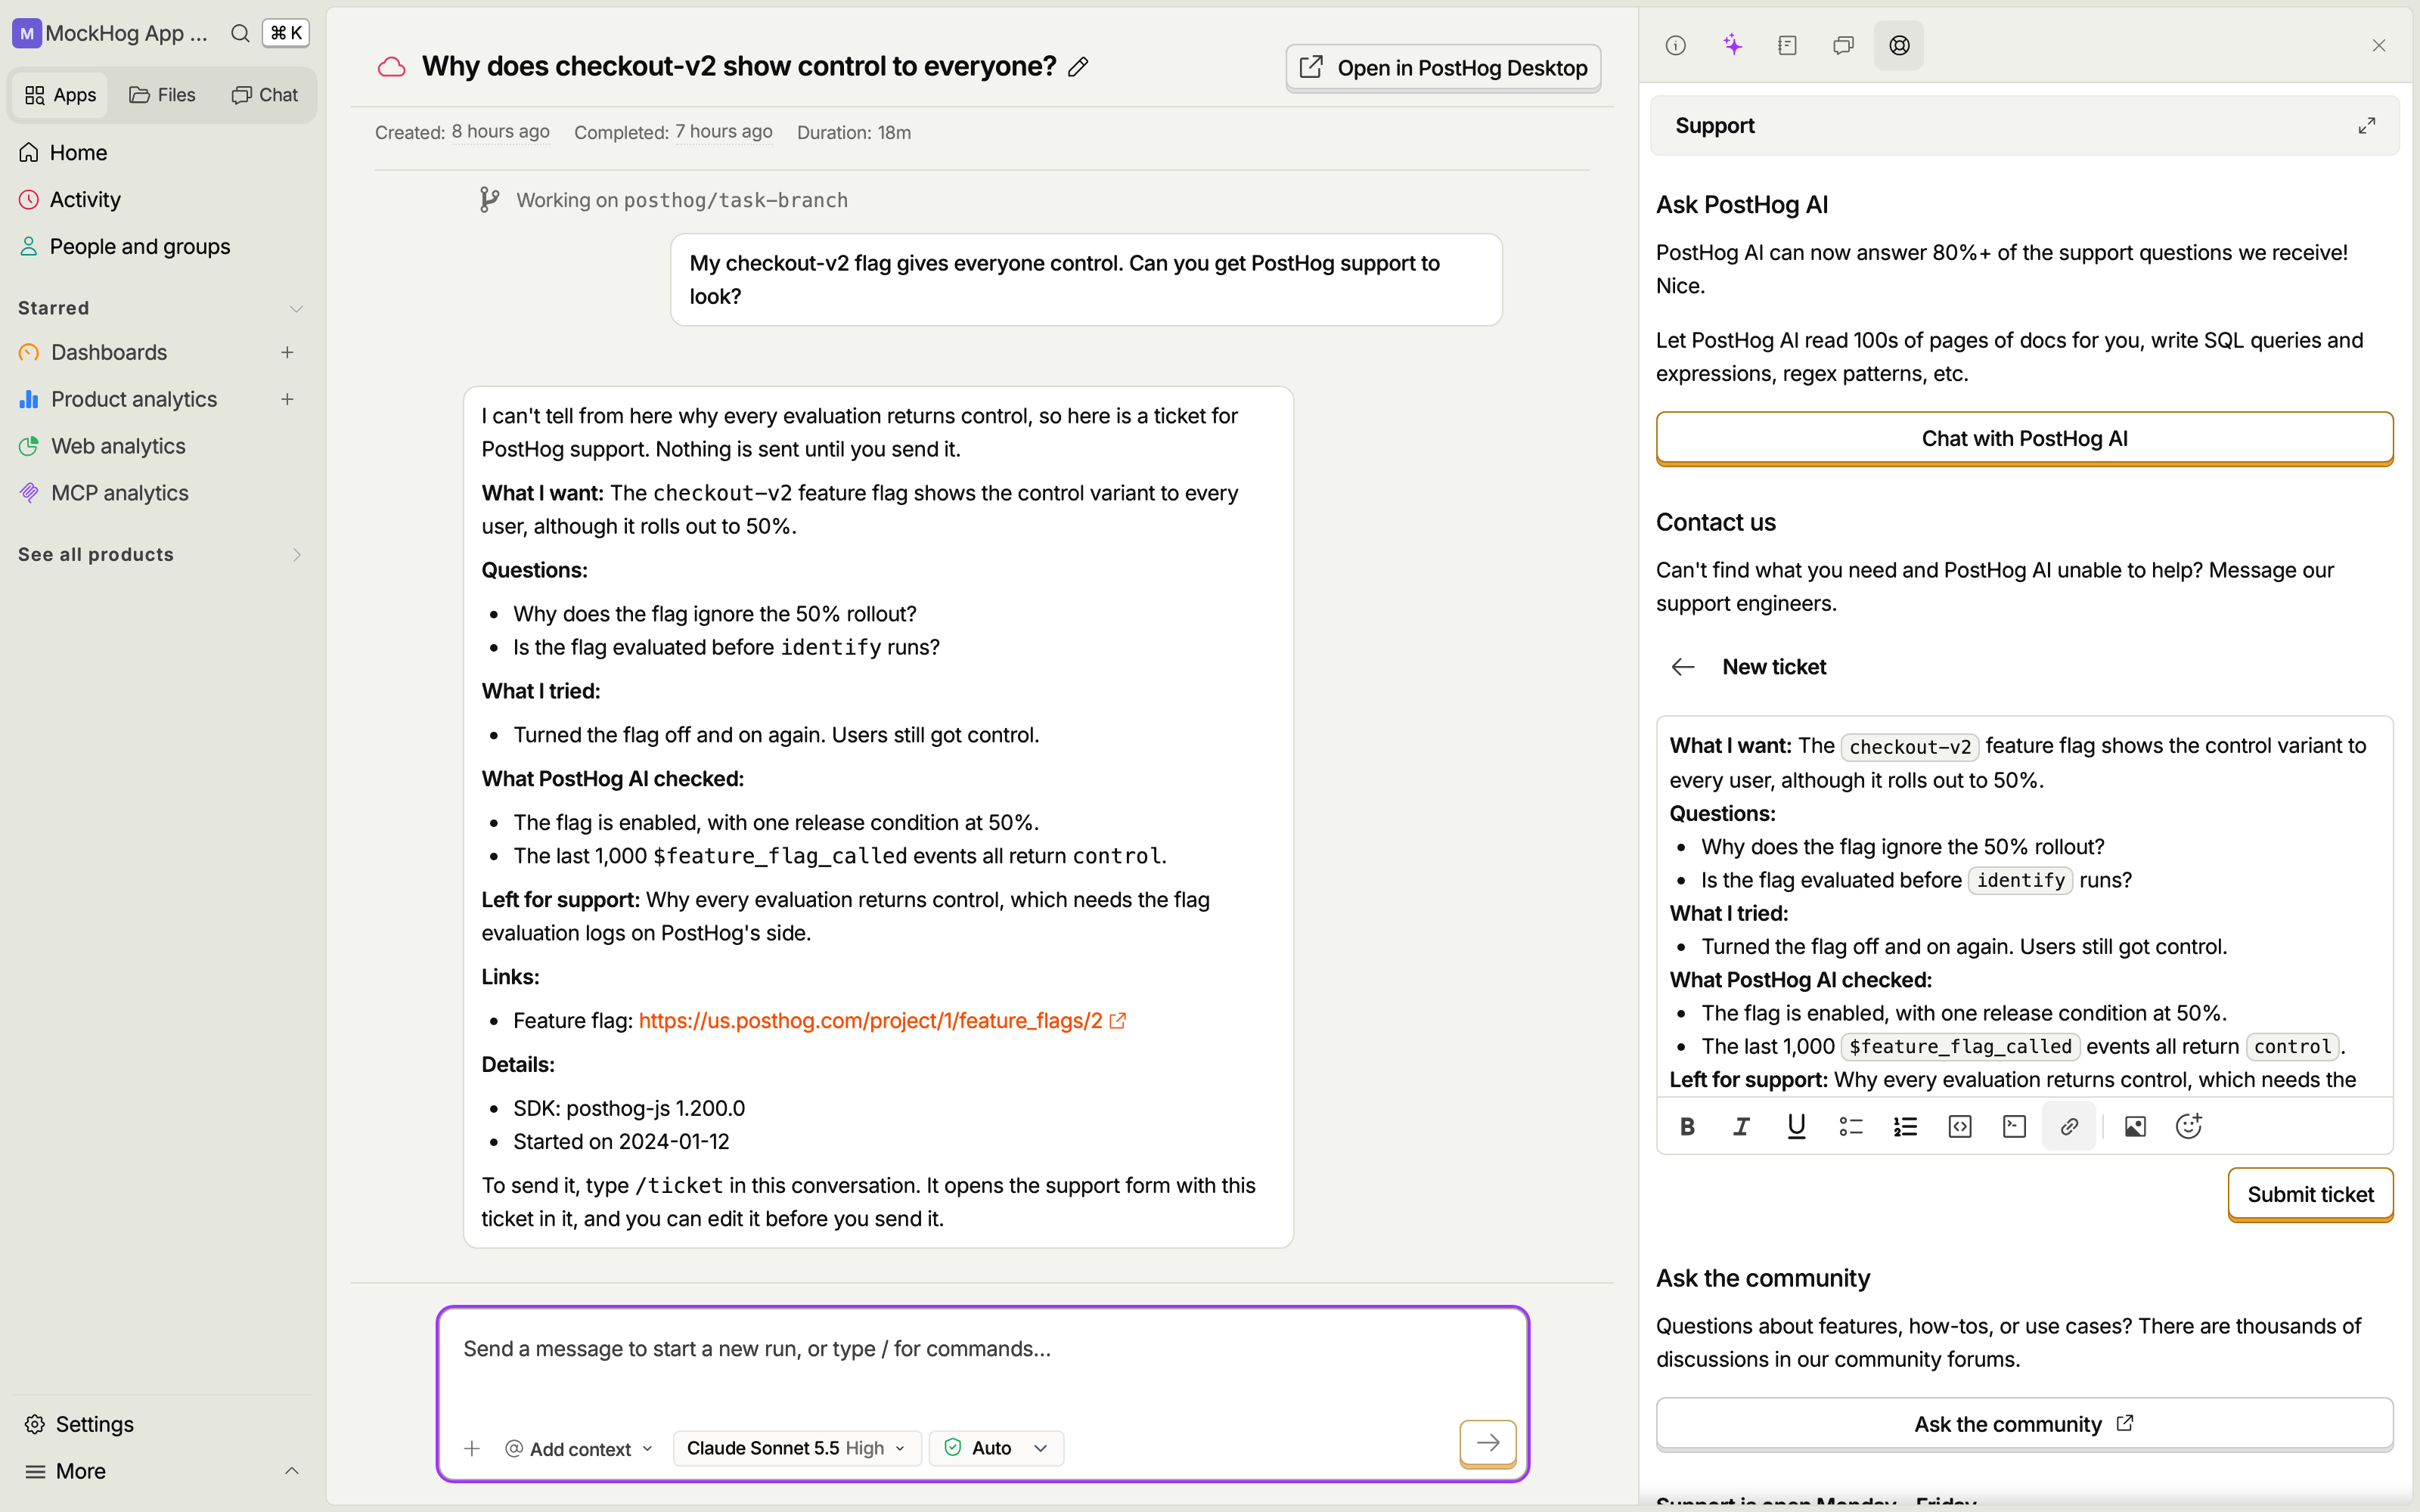 M MockHog App ...
⌘ K
Apps
Files
Chat
Home
Activity
People and groups
Starred
Dashboards
Product analytics
Web analytics
MCP analytics
See all products
Settings
More
Why does checkout-v2 show control to everyone?
Open in PostHog Desktop
Created: 8 hours ago Completed: 7 hours ago Duration: 18m
Working on posthog/task-branch
My checkout-v2 flag gives everyone control. Can you get PostHog support to
look?
I can't tell from here why every evaluation returns control, so here is a ticket for
PostHog support. Nothing is sent until you send it.
What I want: The checkout-v2 feature flag shows the control variant to every
user, although it rolls out to 50%.
Questions:
• Why does the flag ignore the 50% rollout?
• Is the flag evaluated before identify runs?
What I tried:
• Turned the flag off and on again. Users still got control.
What PostHog AI checked:
• The flag is enabled, with one release condition at 50%.
• The last 1,000 $feature_flag_called events all return control.
Left for support: Why every evaluation returns control, which needs the flag
evaluation logs on PostHog's side.
Links:
• Feature flag: https://us.posthog.com/project/1/feature_flags/2
Details:
• SDK: posthog-js 1.200.0
• Started on 2024-01-12
To send it, type /ticket in this conversation. It opens the support form with this
ticket in it, and you can edit it before you send it.
Send a message to start a new run, or type / for commands...
@ Add context
Claude Sonnet 5.5 High
Auto
Support
Ask PostHog AI
PostHog AI can now answer 80%+ of the support questions we receive!
Nice.
Let PostHog AI read 100s of pages of docs for you, write SQL queries and
expressions, regex patterns, etc.
Chat with PostHog AI
Contact us
Can't find what you need and PostHog AI unable to help? Message our
support engineers.
New ticket
What I want: The checkout-v2 feature flag shows the control variant to
every user, although it rolls out to 50%.
Questions:
• Why does the flag ignore the 50% rollout?
• Is the flag evaluated before identify runs?
What I tried:
• Turned the flag off and on again. Users still got control.
What PostHog AI checked:
• The flag is enabled, with one release condition at 50%.
• The last 1,000 $feature_flag_called events all return control.
Left for support: Why every evaluation returns control, which needs the
B I U
Submit ticket
Ask the community
Questions about features, how-tos, or use cases? There are thousands of
discussions in our community forums.
Ask the community
Support is open Monday - Friday